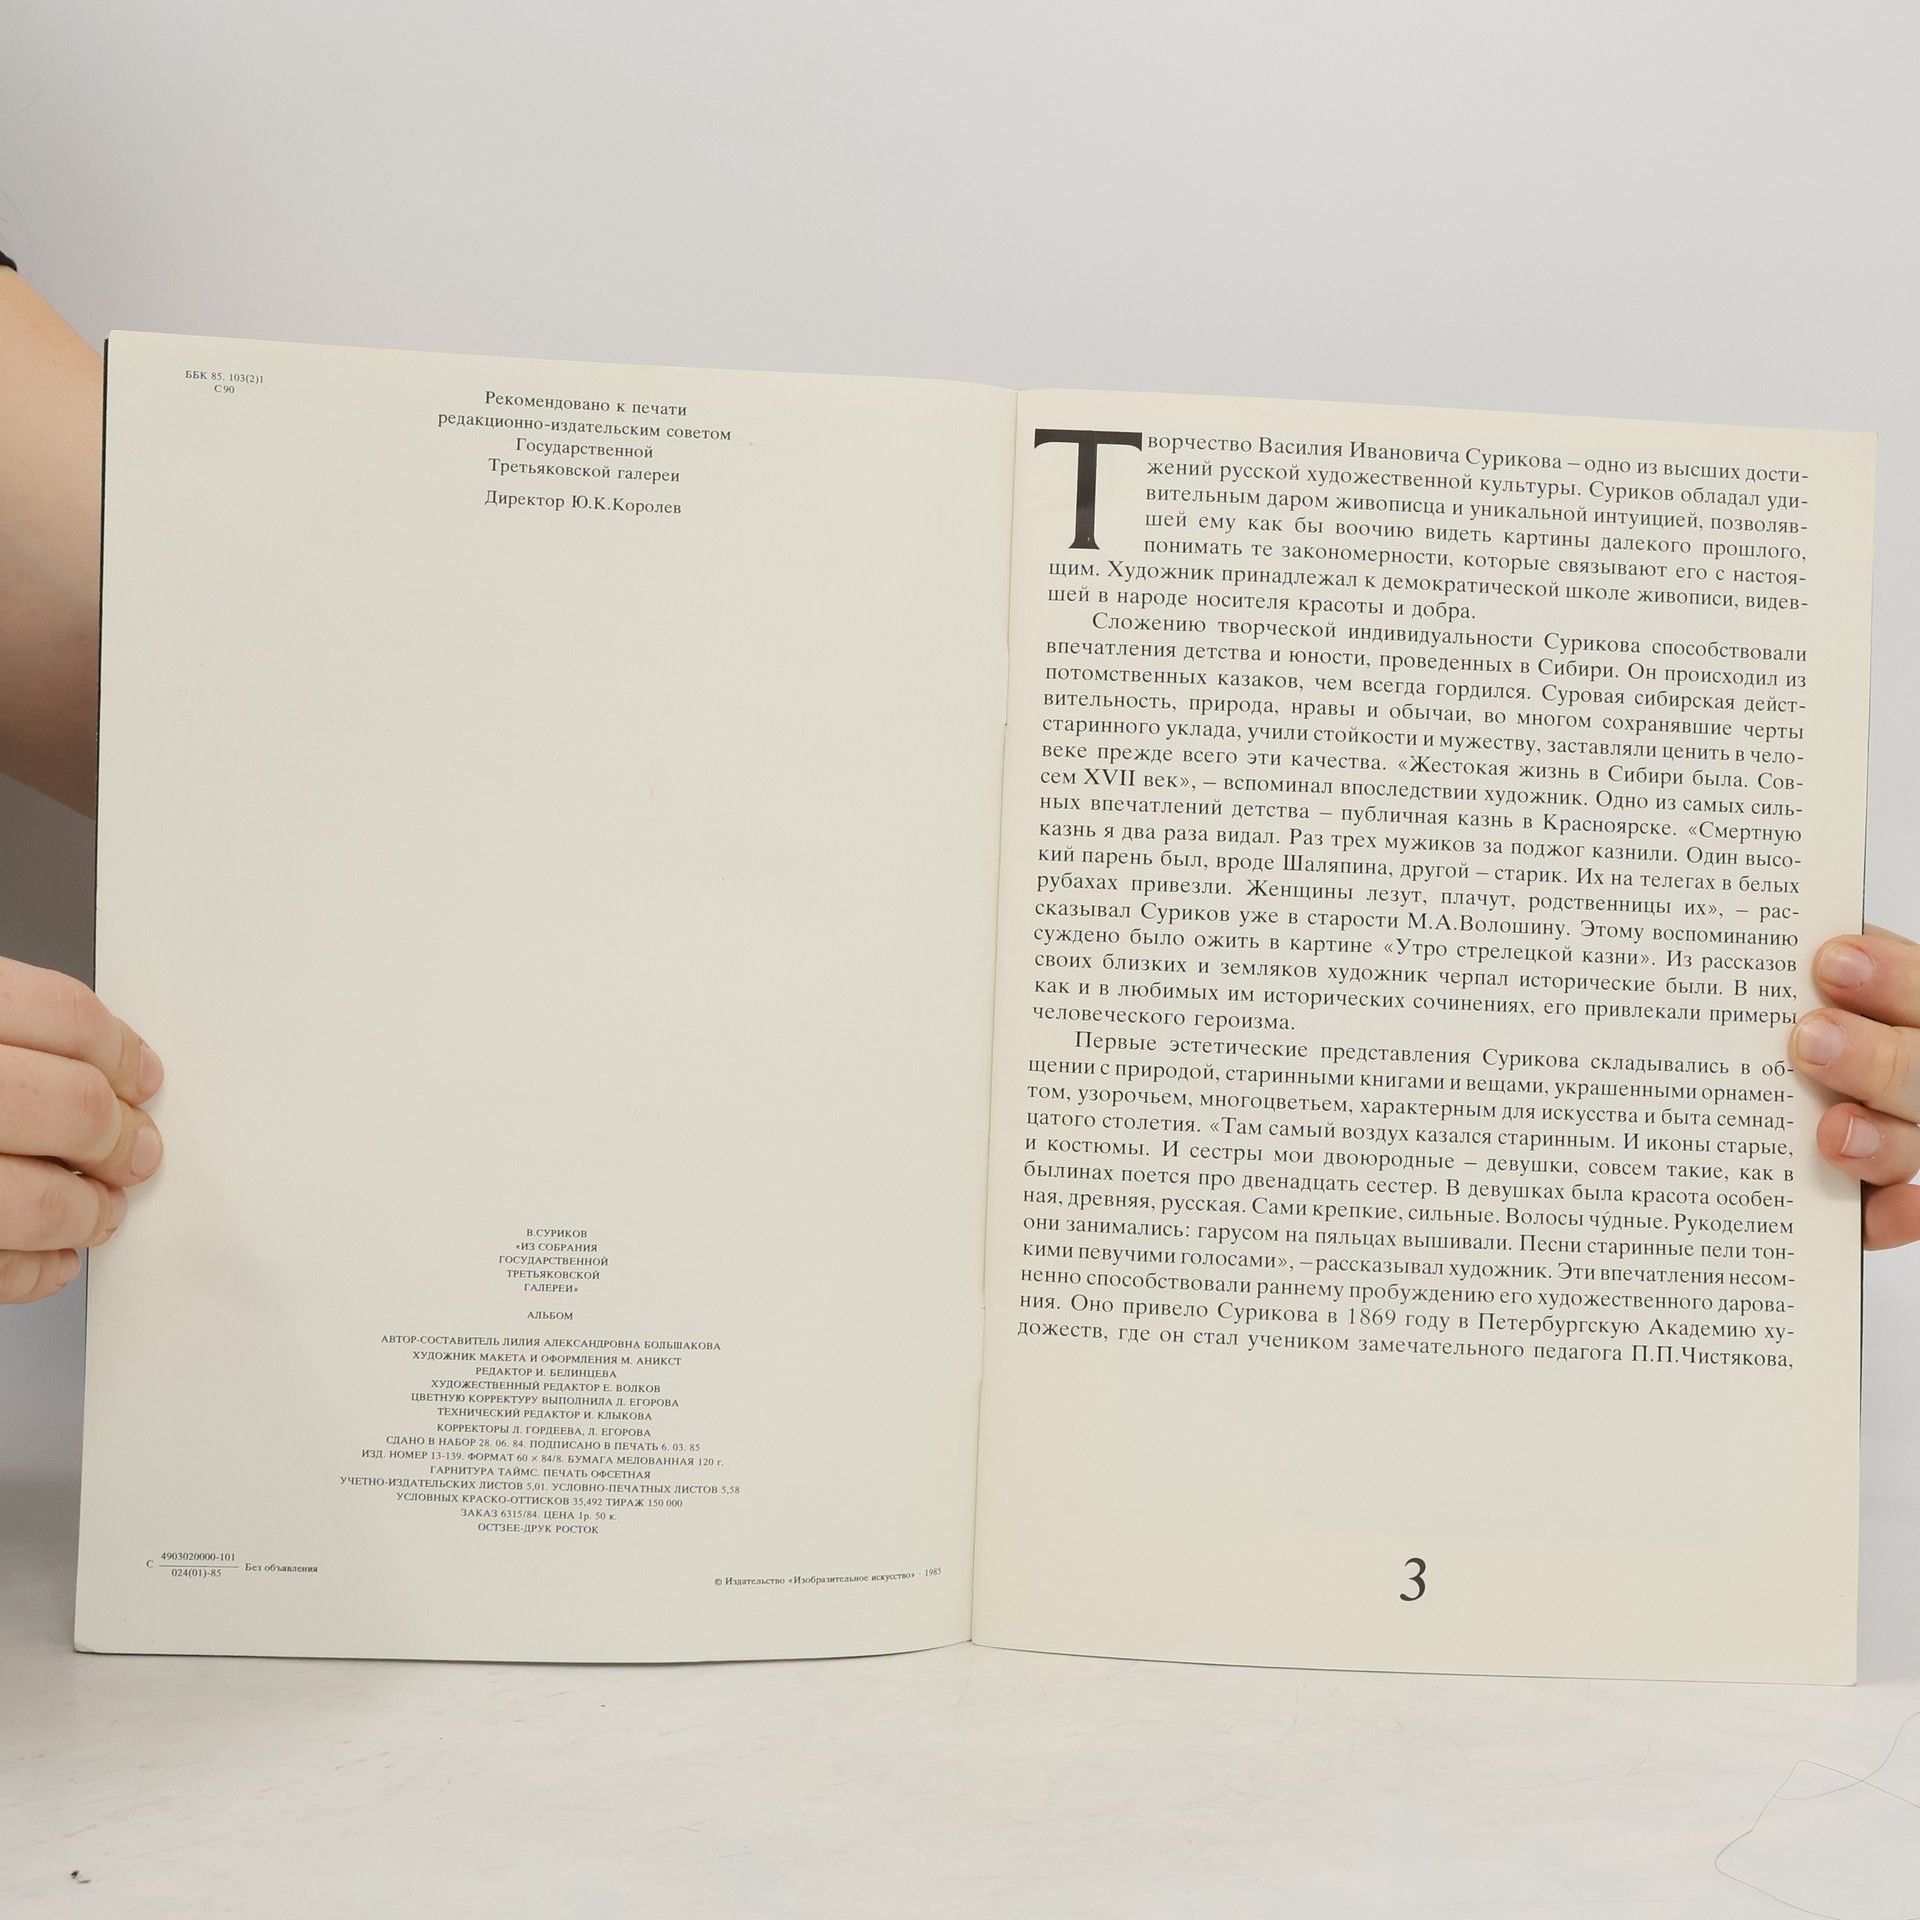 ББК 85. 103(2)1
С90
Рекомендовано к печати
редакционно-издательским советом
Государственной
Третьяковской галереи
Директор Ю.К.Королев
В.СУРИКОВ
«ИЗ СОБРАНИЯ
ГОСУДАРСТВЕННОЙ
ТРЕТЬЯКОВСКОЙ
ГАЛЕРЕИ»
АЛЬБОМ
АВТОР-СОСТАВИТЕЛЬ ЛИЛИЯ АЛЕКСАНДРОВНА БОЛЬШАКОВА
ХУДОЖНИК МАКЕТА И ОФОРМЛЕНИЯ М. АНИКСТ
РЕДАКТОР И. БЕЛИНЦЕВА
ХУДОЖЕСТВЕННЫЙ РЕДАКТОР Е. ВОЛКОВ
ЦВЕТНУЮ КОРРЕКТУРУ ВЫПОЛНИЛА Л. ЕГОРОВА
ТЕХНИЧЕСКИЙ РЕДАКТОР И. КЛЫКОВА
КОРРЕКТОРЫ Л. ГОРДЕЕВА, Л. ЕГОРОВА
СДАНО В НАБОР 28. 06. 84. ПОДПИСАНО В ПЕЧАТЬ 6. 03. 85
ИЗД. НОМЕР 13-139. ФОРМАТ 60 × 84/8. БУМАГА МЕЛОВАННАЯ 120 г.
ГАРНИТУРА ТАЙМС. ПЕЧАТЬ ОФСЕТНАЯ
УЧЕТНО-ИЗДАТЕЛЬСКИХ ЛИСТОВ 5,01. УСЛОВНО-ПЕЧАТНЫХ ЛИСТОВ 5,58
УСЛОВНЫХ КРАСКО-ОТТИСКОВ 35,492 ТИРАЖ 150 000
ЗАКАЗ 6315/84. ЦЕНА 1р. 50 к.
ОСТЗЕЕ-ДРУК РОСТОК
С 4903020000-101
024(01)-85 Без объявления
© Издательство «Изобразительное искусство» · 1985
Творчество Василия Ивановича Сурикова – одно из высших дости-
жений русской художественной культуры. Суриков обладал уди-
вительным даром живописца и уникальной интуицией, позволяв-
шей ему как бы воочию видеть картины далекого прошлого,
понимать те закономерности, которые связывают его с настоя-
щим. Художник принадлежал к демократической школе живописи, видев-
шей в народе носителя красоты и добра.
Сложению творческой индивидуальности Сурикова способствовали
впечатления детства и юности, проведенных в Сибири. Он происходил из
потомственных казаков, чем всегда гордился. Суровая сибирская дейст-
вительность, природа, нравы и обычаи, во многом сохранявшие черты
старинного уклада, учили стойкости и мужеству, заставляли ценить в чело-
веке прежде всего эти качества. «Жестокая жизнь в Сибири была. Сов-
сем XVII век», – вспоминал впоследствии художник. Одно из самых силь-
ных впечатлений детства – публичная казнь в Красноярске. «Смертную
казнь я два раза видал. Раз трех мужиков за поджог казнили. Один высо-
кий парень был, вроде Шаляпина, другой – старик. Их на телегах в белых
рубахах привезли. Женщины лезут, плачут, родственницы их», – рас-
сказывал Суриков уже в старости М.А.Волошину. Этому воспоминанию
суждено было ожить в картине «Утро стрелецкой казни». Из рассказов
своих близких и земляков художник черпал исторические были. В них,
как и в любимых им исторических сочинениях, его привлекали примеры
человеческого героизма.
Первые эстетические представления Сурикова складывались в об-
щении с природой, старинными книгами и вещами, украшенными орнамен-
том, узорочьем, многоцветьем, характерным для искусства и быта семнад-
цатого столетия. «Там самый воздух казался старинным. И иконы старые,
и костюмы. И сестры мои двоюродные – девушки, совсем такие, как в
былинах поется про двенадцать сестер. В девушках была красота особен-
ная, древняя, русская. Сами крепкие, сильные. Волосы чу́дные. Рукоделием
они занимались: гарусом на пяльцах вышивали. Песни старинные пели тон-
кими певучими голосами», – рассказывал художник. Эти впечатления несом-
ненно способствовали раннему пробуждению его художественного дарова-
ния. Оно привело Сурикова в 1869 году в Петербургскую Академию ху-
дожеств, где он стал учеником замечательного педагога П.П.Чистякова,
3